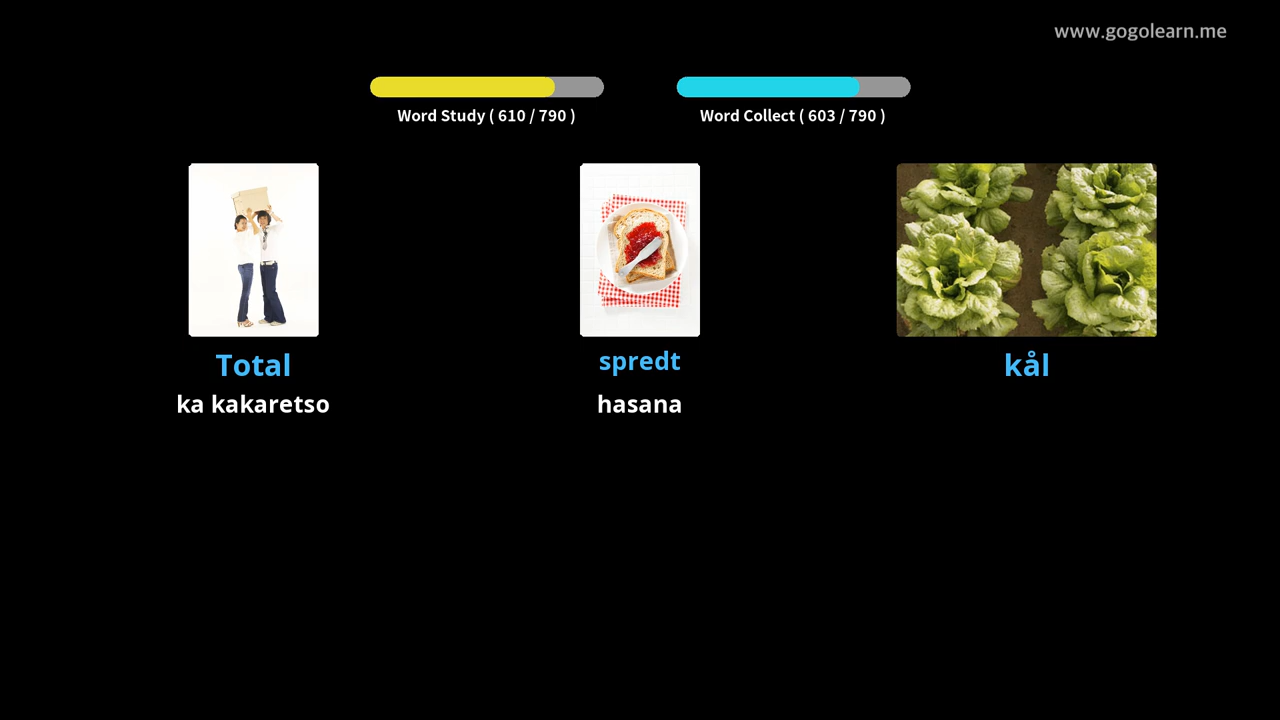 www.gogolearn.me
Word Study ( 610 / 790 )
Word Collect ( 603 / 790 )
Total
spredt
kål
ka kakaretso
hasana